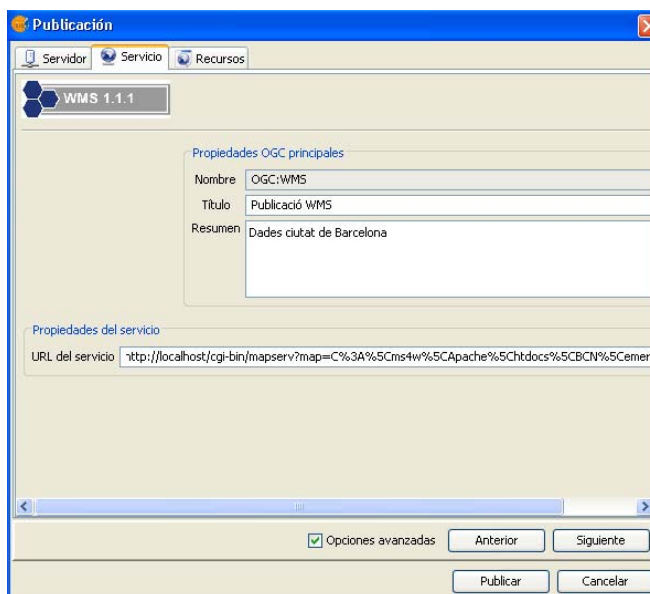 Publicación
Servidor Servicio Recursos
WMS 1.1.1
Propiedades OGC principales
Nombre OGC:WMS
Título Publicació WMS
Resumen Dades ciutat de Barcelona
Propiedades del servicio
URL del servicio http://localhost/cgi-bin/mapserv?map=C%3A%5Cms4w%5CApache%5Chtdocs%5CBCN%5Cemer
Opciones avanzadas Anterior Siguiente
Publicar Cancelar